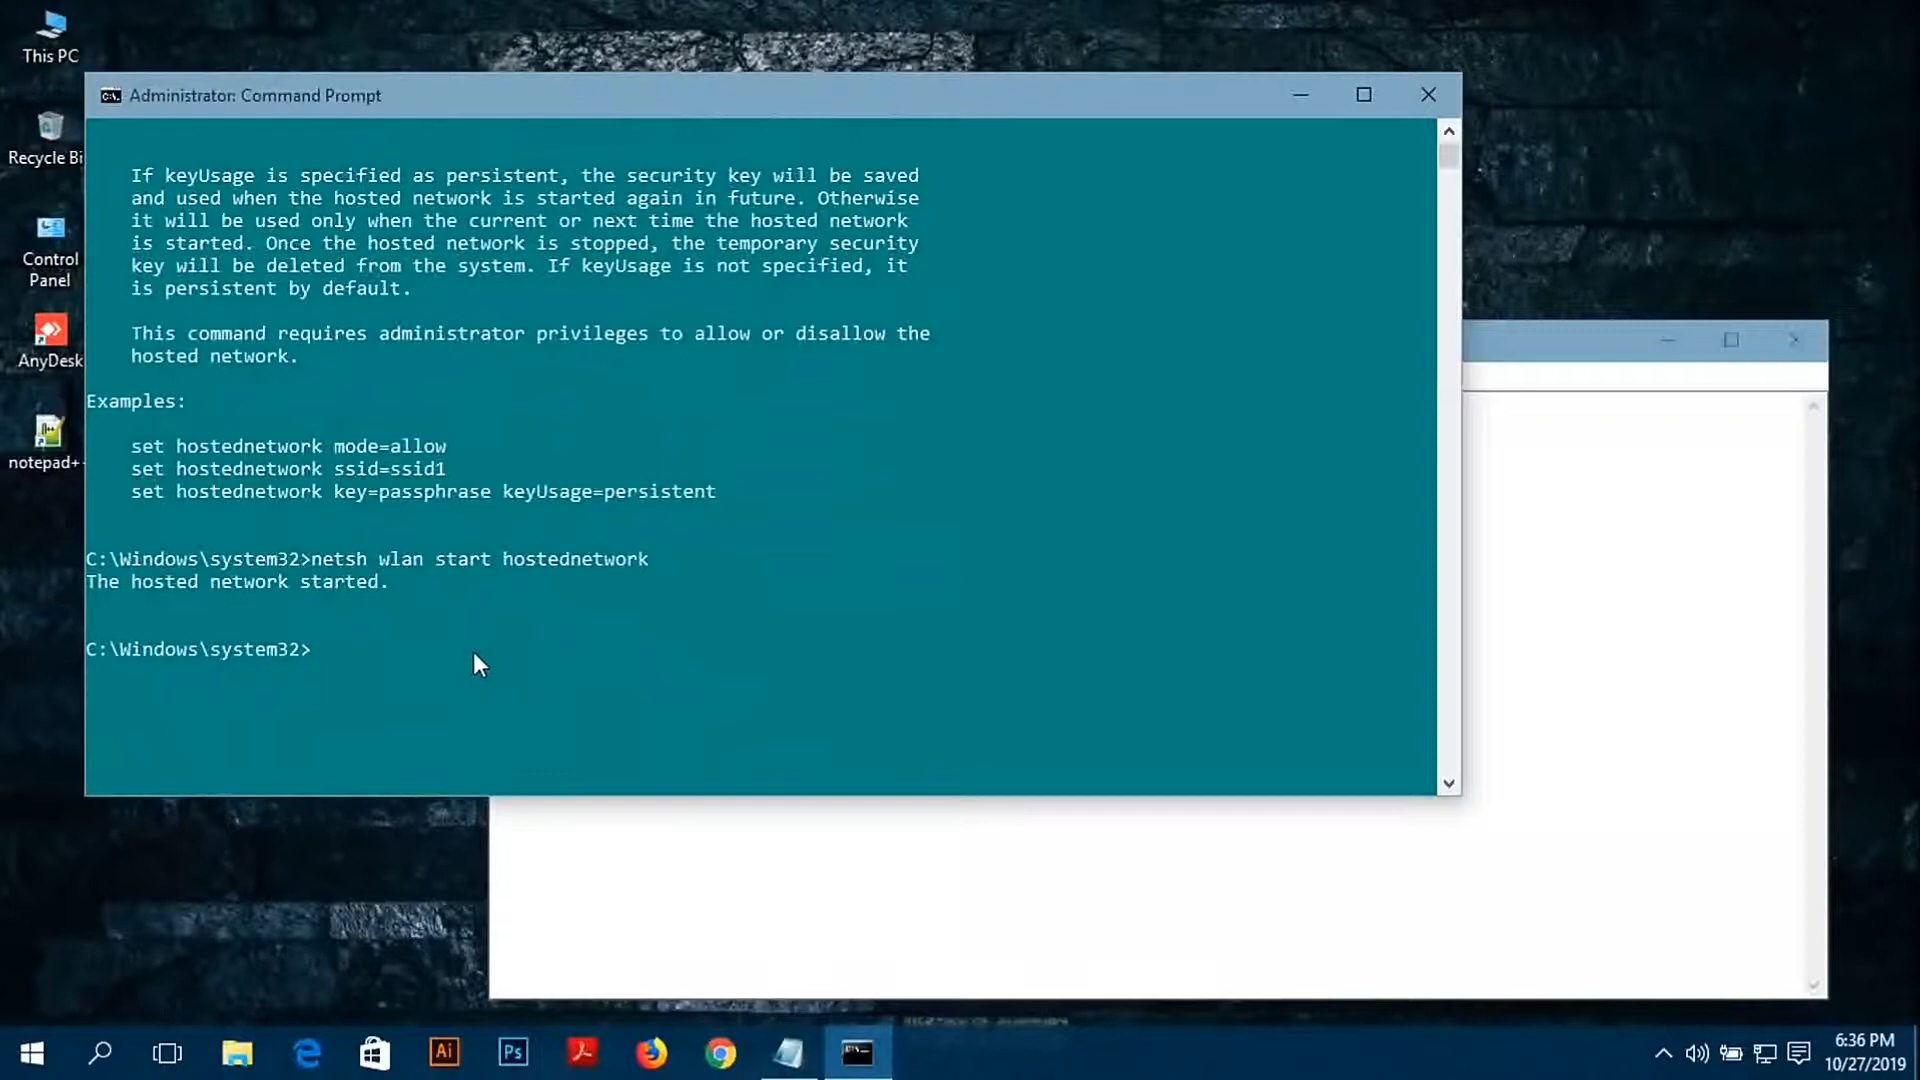 This PC
Administrator: Command Prompt
Recycle Bi
Control
Panel
AnyDesk
notepad+
If keyUsage is specified as persistent, the security key will be saved
and used when the hosted network is started again in future. Otherwise
it will be used only when the current or next time the hosted network
is started. Once the hosted network is stopped, the temporary security
key will be deleted from the system. If keyUsage is not specified, it
is persistent by default.
This command requires administrator privileges to allow or disallow the
hosted network.
Examples:
set hostednetwork mode=allow
set hostednetwork ssid=ssid1
set hostednetwork key=passphrase keyUsage=persistent
C:\Windows\system32>netsh wlan start hostednetwork
The hosted network started.
C:\Windows\system32>
Ai
Ps
6:36 PM
10/27/2019